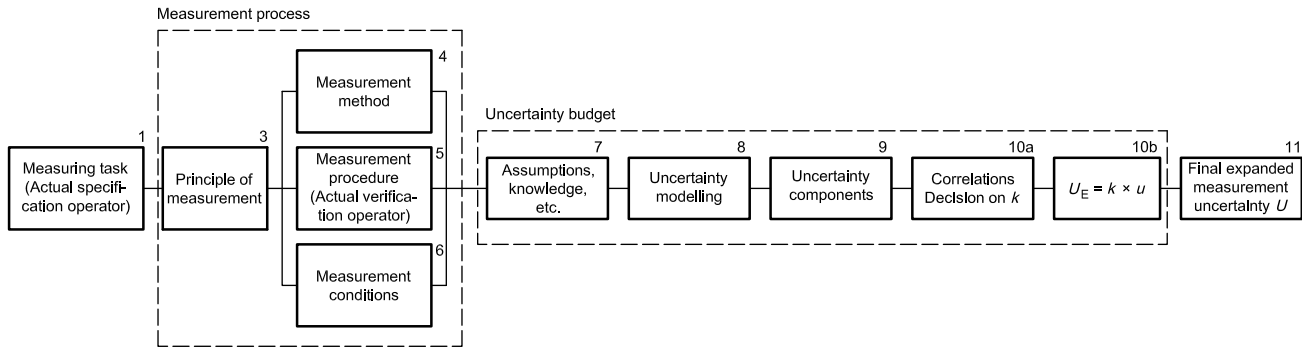 Measurement process
4
Measurement
method
Uncertainty budget
1
Measuring task
(Actual specifi-
cation operator)
3
Principle of
measurement
5
Measurement
procedure
(Actual verifica-
tion operator)
7
Assumptions,
knowledge,
etc.
8
Uncertainty
modelling
9
Uncertainty
components
10a
Correlations
Decision on k
10b
U_E = k × u
11
Final expanded
measurement
uncertainty U
6
Measurement
conditions